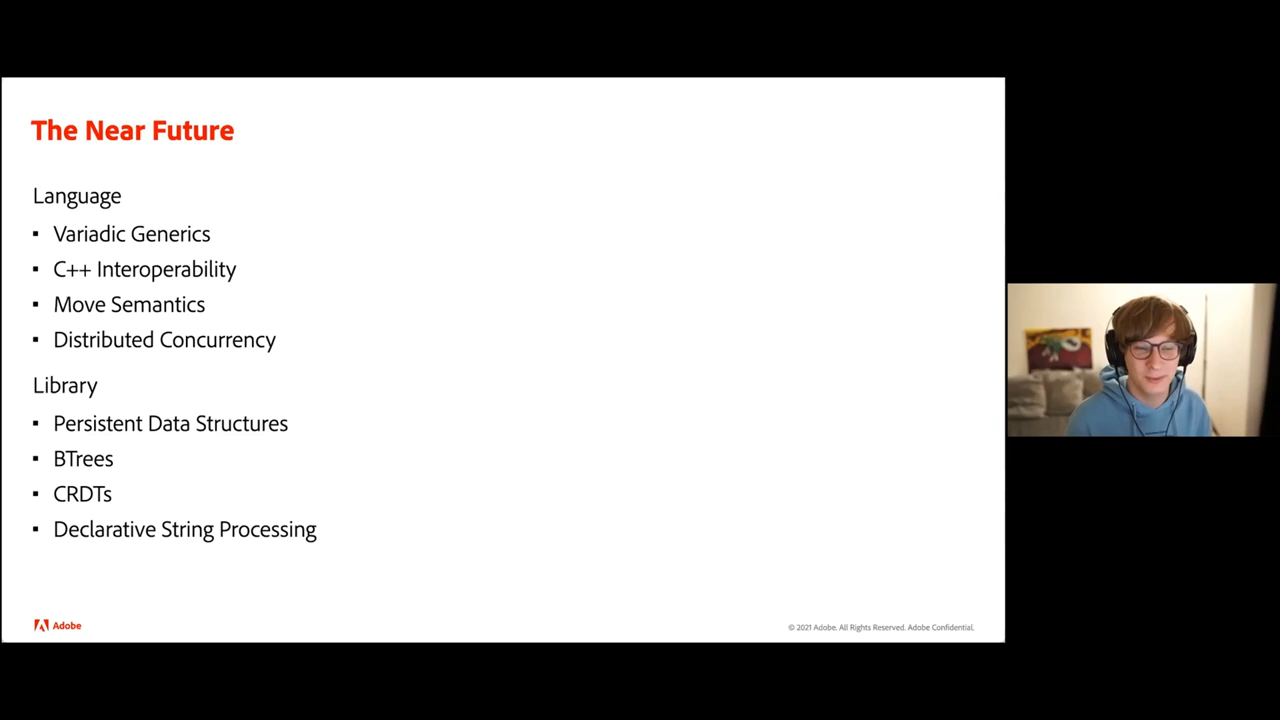 The Near Future
Language
▪ Variadic Generics
▪ C++ Interoperability
▪ Move Semantics
▪ Distributed Concurrency
Library
▪ Persistent Data Structures
▪ BTrees
▪ CRDTs
▪ Declarative String Processing
Adobe
© 2021 Adobe. All Rights Reserved. Adobe Confidential.